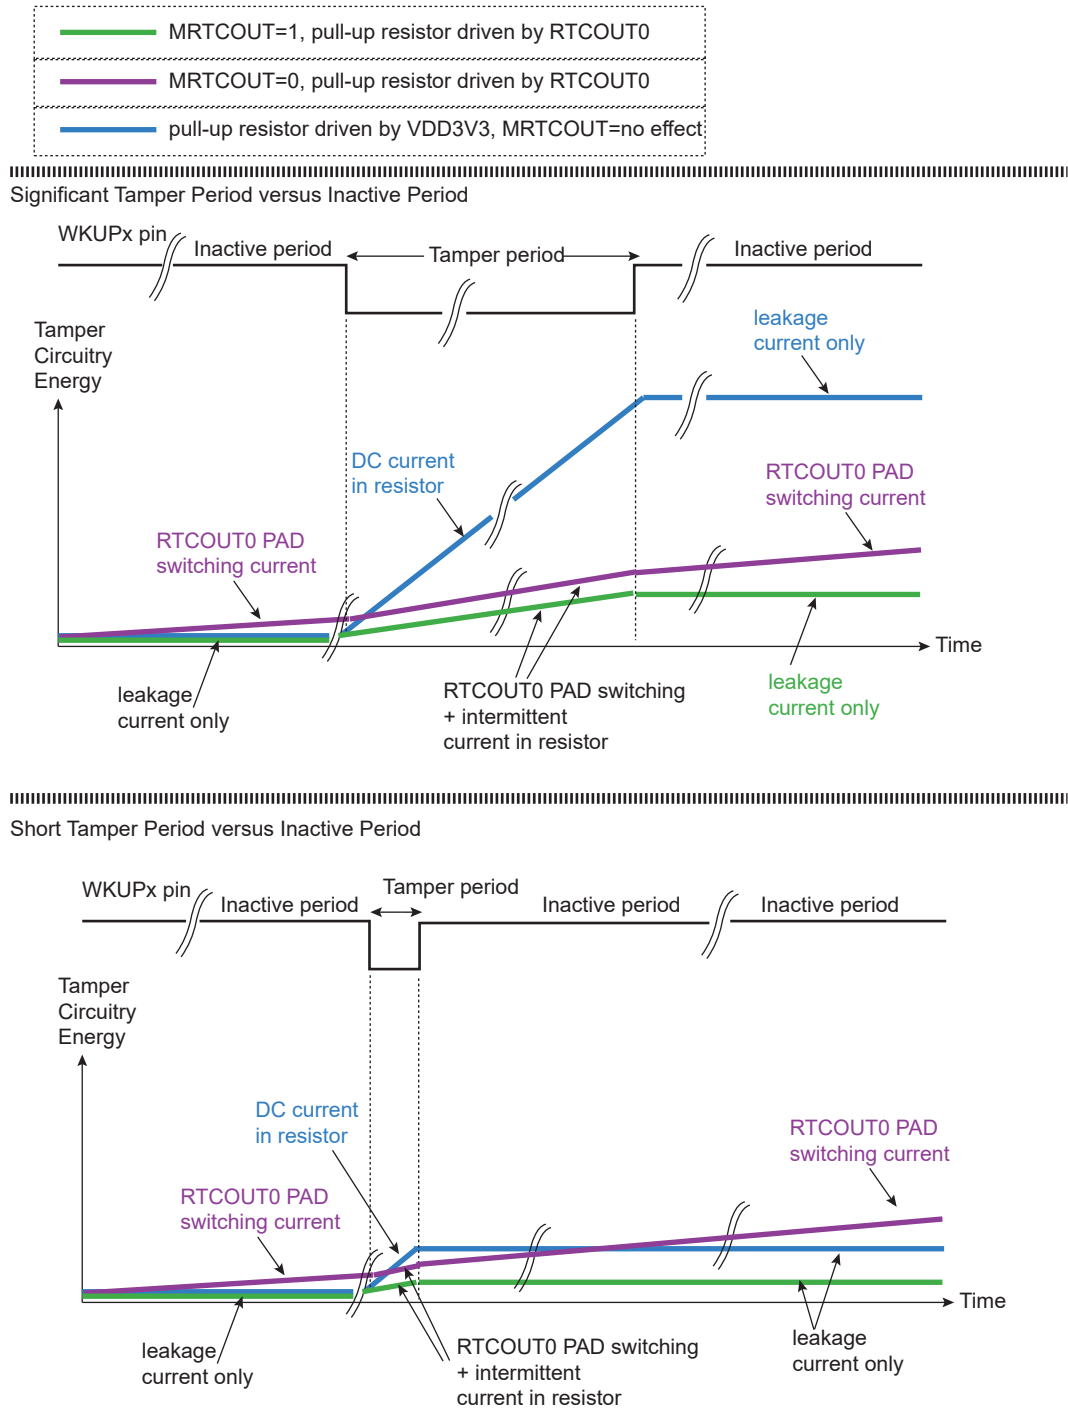 MRTCOUT=1, pull-up resistor driven by RTCOUT0
MRTCOUT=0, pull-up resistor driven by RTCOUT0
pull-up resistor driven by VDD3V3, MRTCOUT=no effect
Significant Tamper Period versus Inactive Period
WKUPx pin
Inactive period
Tamper period
Inactive period
Tamper
Circuitry
Energy
leakage
current only
DC current
in resistor
RTCOUT0 PAD
switching current
RTCOUT0 PAD
switching current
Time
leakage
current only
RTCOUT0 PAD switching
+ intermittent
current in resistor
leakage
current only
Short Tamper Period versus Inactive Period
WKUPx pin
Inactive period
Tamper period
Inactive period
Inactive period
Tamper
Circuitry
Energy
DC current
in resistor
RTCOUT0 PAD
switching current
RTCOUT0 PAD
switching current
Time
leakage
current only
RTCOUT0 PAD switching
+ intermittent
current in resistor
leakage
current only